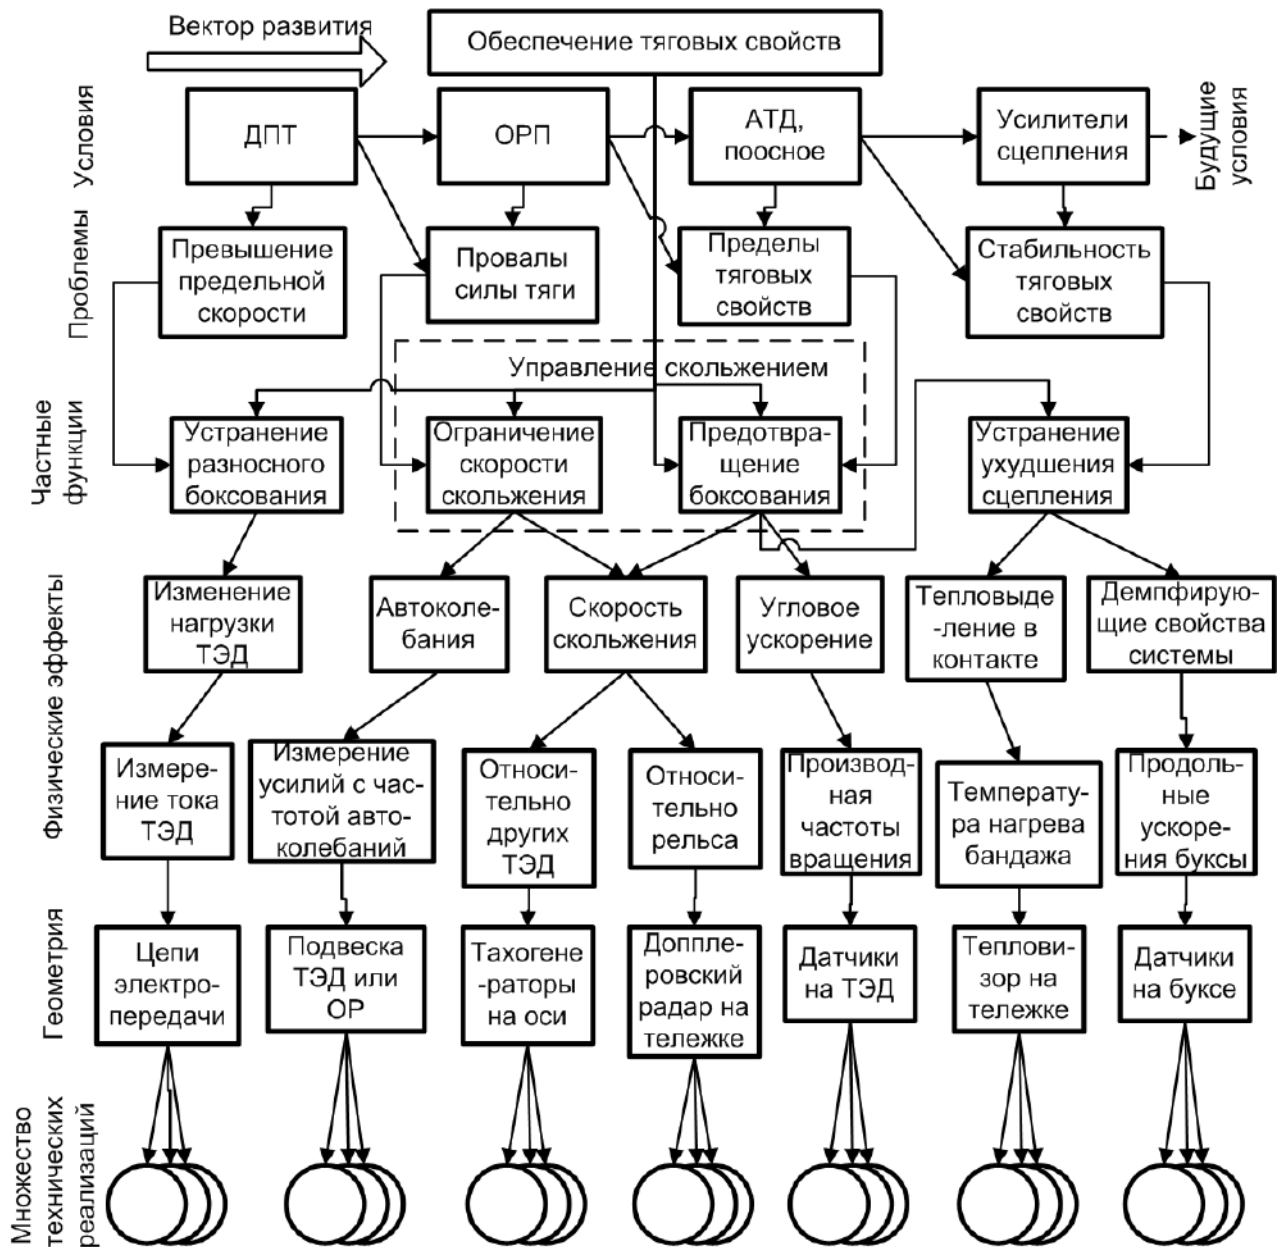 Вектор развития
Обеспечение тяговых свойств
Условия
ДПТ
ОРП
АТД,
поосное
Усилители
сцепления
Будущие
условия
Проблемы
Превышение
предельной
скорости
Провалы
силы тяги
Пределы
тяговых
свойств
Стабильность
тяговых
свойств
Управление скольжением
Частные
функции
Устранение
разносного
боксования
Ограничение
скорости
скольжения
Предотвра-
щение
боксования
Устранение
ухудшения
сцепления
Физические эффекты
Изменение
нагрузки
ТЭД
Автоколе-
бания
Скорость
скольжения
Угловое
ускорение
Тепловыде
-ление в
контакте
Демпфирую-
щие свойства
системы
Измере-
ние тока
ТЭД
Измерение
усилий с час-
тотой авто-
колебаний
Относи-
тельно
других
ТЭД
Относи-
тельно
рельса
Производ-
ная
частоты
вращения
Температу-
ра нагрева
бандажа
Продоль-
ные
ускоре-
ния буксы
Геометрия
Цепи
электро-
передачи
Подвеска
ТЭД или
ОР
Тахогене
-раторы
на оси
Доппле-
ровский
радар на
тележке
Датчики
на ТЭД
Теплови-
зор на
тележке
Датчики
на буксе
Множество
технических
реализаций